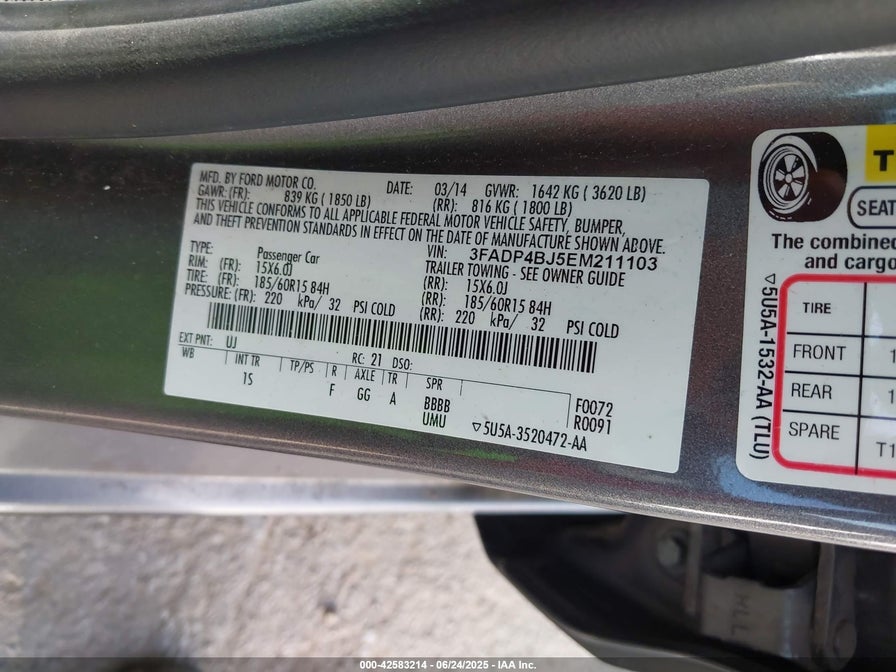 MFD. BY FORD MOTOR CO.
DATE: 03/14 GVWR: 1642 KG ( 3620 LB)
GAWR: (FR): 839 KG ( 1850 LB) (RR): 816 KG ( 1800 LB)
THIS VEHICLE CONFORMS TO ALL APPLICABLE FEDERAL MOTOR VEHICLE SAFETY, BUMPER,
AND THEFT PREVENTION STANDARDS IN EFFECT ON THE DATE OF MANUFACTURE SHOWN ABOVE.
VIN: 3FADP4BJ5EM211103
TYPE: Passenger Car TRAILER TOWING - SEE OWNER GUIDE
RIM: (FR): 15X6.0J (RR): 15X6.0J
TIRE: (FR): 185/60R15 84H (RR): 185/60R15 84H
PRESSURE: (FR): 220 kPa/ 32 PSI COLD (RR): 220 kPa/ 32 PSI COLD
EXT PNT: UJ RC: 21 DSO:
WB INT TR TP/PS R AXLE TR SPR
1S F GG A BBBB F0072
UMU R0091
▽5U5A-3520472-AA
T
SEAT
The combined
and cargo
TIRE
FRONT 1
REAR 1
SPARE T1
▽5U5A-1532-AA (TLU)
000-42583214 - 06/24/2025 - IAA Inc.